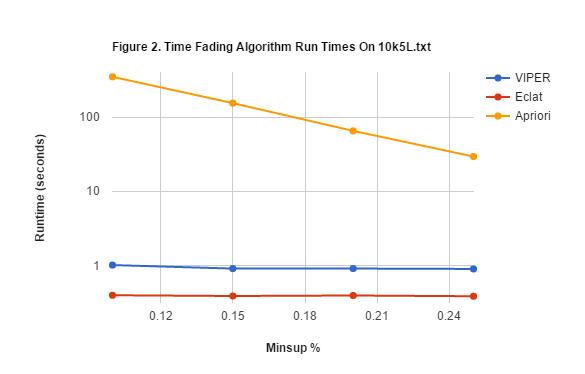 Figure 2. Time Fading Algorithm Run Times On 10k5L.txt
VIPER
Eclat
Apriori
Runtime (seconds)
100
10
1
0.12 0.15 0.18 0.21 0.24
Minsup %